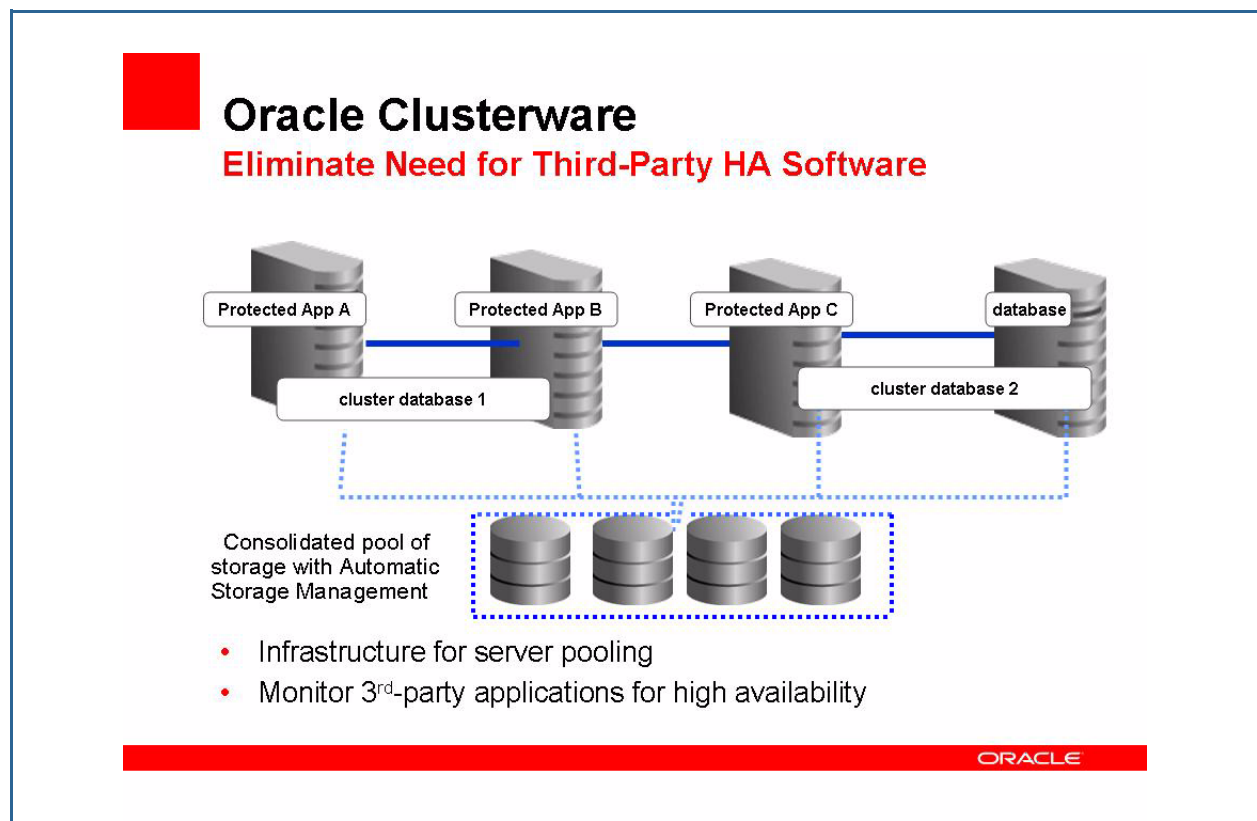 Oracle Clusterware
Eliminate Need for Third-Party HA Software
Protected App A
Protected App B
Protected App C
database
cluster database 1
cluster database 2
Consolidated pool of
storage with Automatic
Storage Management
• Infrastructure for server pooling
• Monitor 3rd-party applications for high availability
ORACLE